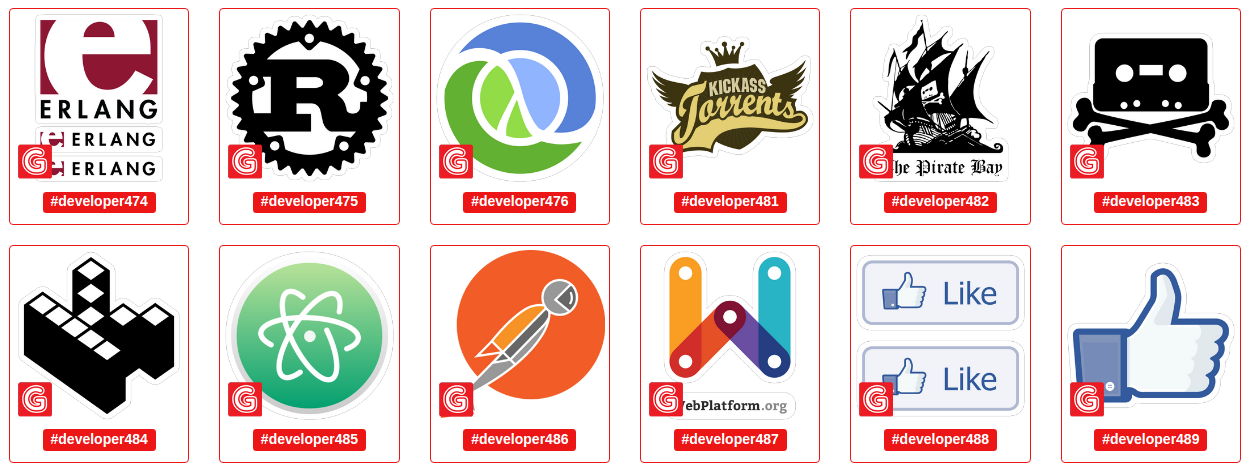 ERLANG
ERLANG
ERLANG
#developer474
R
#developer475
#developer476
KICKASS
Torrents
#developer481
he Pirate Bay
#developer482
#developer483
#developer484
#developer485
#developer486
WebPlatform.org
#developer487
Like
Like
#developer488
#developer489